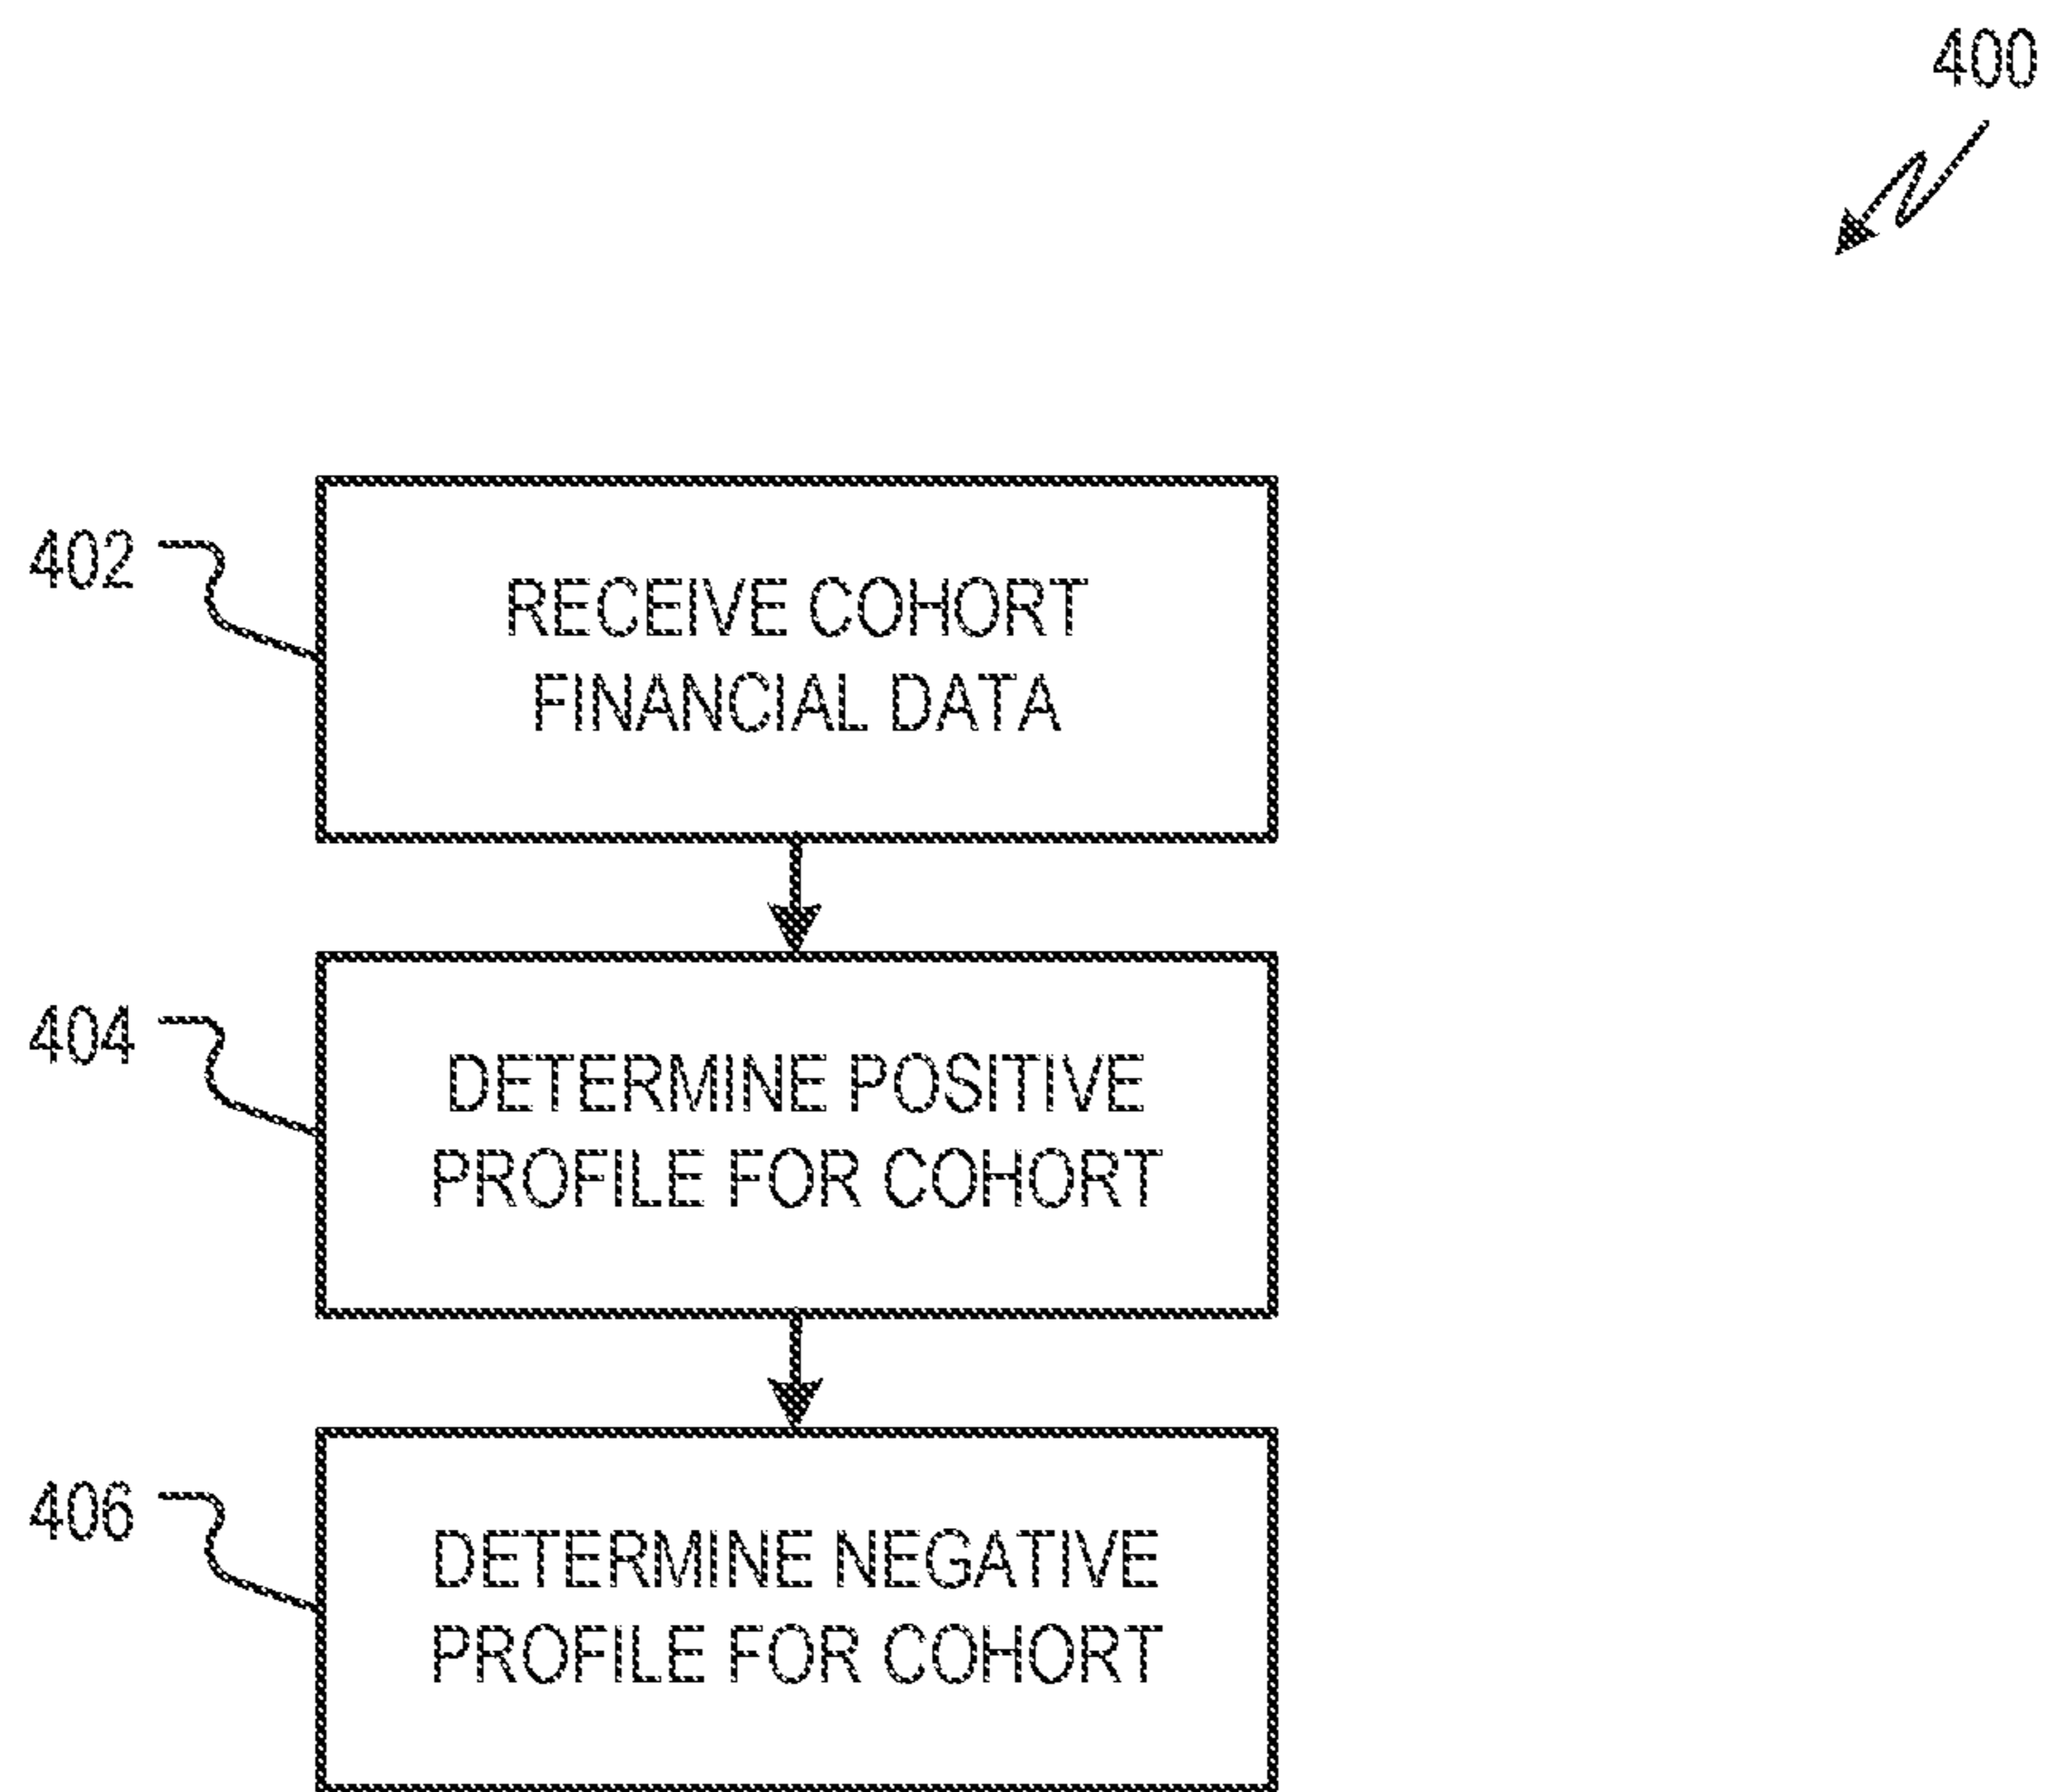 400
402
RECEIVE COHORT
FINANCIAL DATA
404
DETERMINE POSITIVE
PROFILE FOR COHORT
406
DETERMINE NEGATIVE
PROFILE FOR COHORT